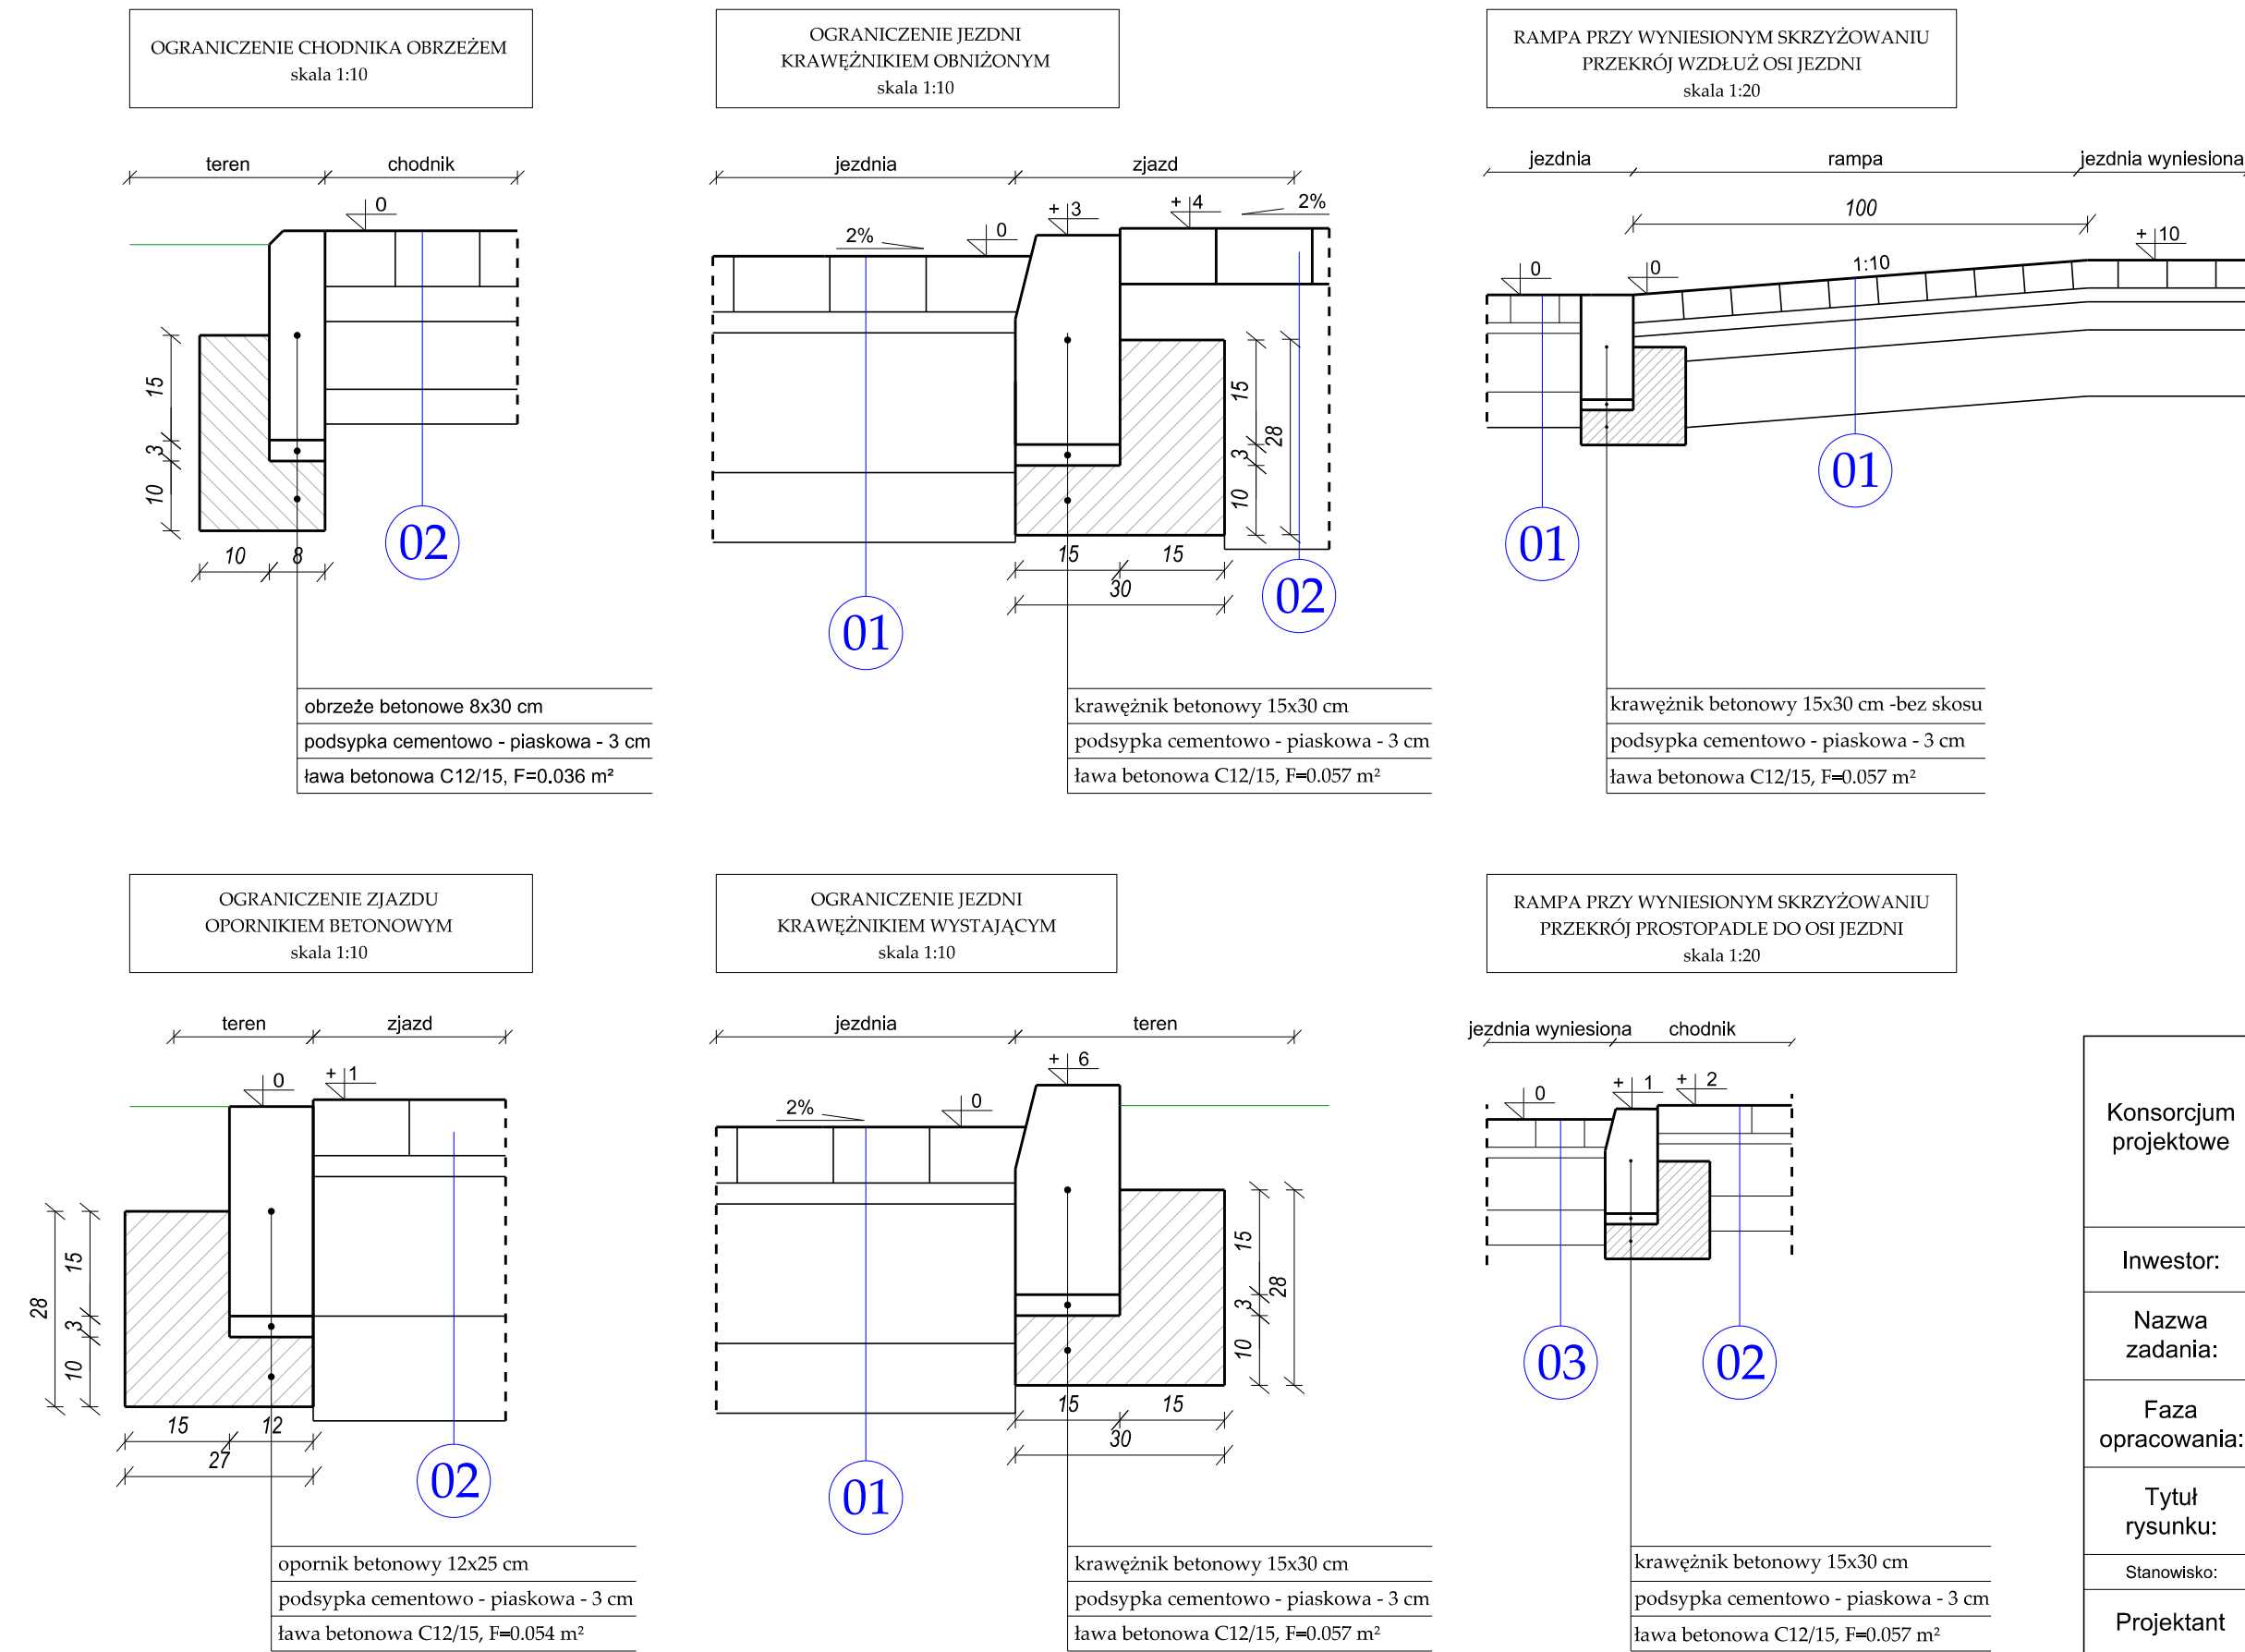 OGRANICZENIE CHODNIKA OBRZEŻEM
skala 1:10
teren
chodnik
0
15
3
10
10
8
02
obrzeże betonowe 8x30 cm
podsypka cementowo - piaskowa - 3 cm
ława betonowa C12/15, F=0.036 m²
OGRANICZENIE JEZDNI
KRAWĘŻNIKIEM OBNIŻONYM
skala 1:10
jezdnia
zjazd
2%
0
+ 3
+ 4
2%
15
3
10
28
15
15
30
01
02
krawężnik betonowy 15x30 cm
podsypka cementowo - piaskowa - 3 cm
ława betonowa C12/15, F=0.057 m²
RAMPA PRZY WYNIESIONYM SKRZYŻOWANIU
PRZEKRÓJ WZDŁUŻ OSI JEZDNI
skala 1:20
jezdnia
rampa
jezdnia wyniesiona
100
0
0
1:10
+ 10
01
01
krawężnik betonowy 15x30 cm -bez skosu
podsypka cementowo - piaskowa - 3 cm
ława betonowa C12/15, F=0.057 m²
OGRANICZENIE ZJAZDU
OPORNIKIEM BETONOWYM
skala 1:10
teren
zjazd
0
+ 1
28
15
3
10
15
12
27
02
opornik betonowy 12x25 cm
podsypka cementowo - piaskowa - 3 cm
ława betonowa C12/15, F=0.054 m²
OGRANICZENIE JEZDNI
KRAWĘŻNIKIEM WYSTAJĄCYM
skala 1:10
jezdnia
teren
2%
0
+ 6
15
3
10
28
15
15
30
01
krawężnik betonowy 15x30 cm
podsypka cementowo - piaskowa - 3 cm
ława betonowa C12/15, F=0.057 m²
RAMPA PRZY WYNIESIONYM SKRZYŻOWANIU
PRZEKRÓJ PROSTOPADLE DO OSI JEZDNI
skala 1:20
jezdnia wyniesiona
chodnik
0
+ 1
+ 2
03
02
krawężnik betonowy 15x30 cm
podsypka cementowo - piaskowa - 3 cm
ława betonowa C12/15, F=0.057 m²
Konsorcjum
projektowe
Inwestor:
Nazwa
zadania:
Faza
opracowania:
Tytuł
rysunku:
Stanowisko:
Projektant